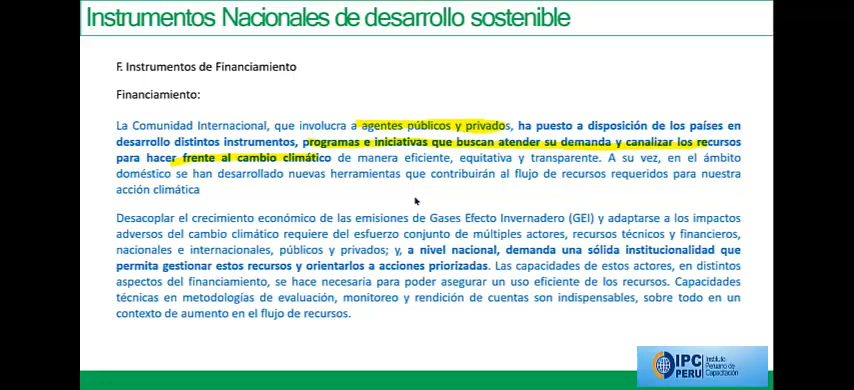 Instrumentos Nacionales de desarrollo sostenible
F. Instrumentos de Financiamiento
Financiamiento:
La Comunidad Internacional, que involucra a agentes públicos y privados, ha puesto a disposición de los países en
desarrollo distintos instrumentos, programas e iniciativas que buscan atender su demanda y canalizar los recursos
para hacer frente al cambio climático de manera eficiente, equitativa y transparente. A su vez, en el ámbito
doméstico se han desarrollado nuevas herramientas que contribuirán al flujo de recursos requeridos para nuestra
acción climática
Desacoplar el crecimiento económico de las emisiones de Gases Efecto Invernadero (GEI) y adaptarse a los impactos
adversos del cambio climático requiere del esfuerzo conjunto de múltiples actores, recursos técnicos y financieros,
nacionales e internacionales, públicos y privados; y, a nivel nacional, demanda una sólida institucionalidad que
permita gestionar estos recursos y orientarlos a acciones priorizadas. Las capacidades de estos actores, en distintos
aspectos del financiamiento, se hace necesaria para poder asegurar un uso eficiente de los recursos. Capacidades
técnicas en metodologías de evaluación, monitoreo y rendición de cuentas son indispensables, sobre todo en un
contexto de aumento en el flujo de recursos.
IPC PERU
Instituto
Peruano de
Capacitación